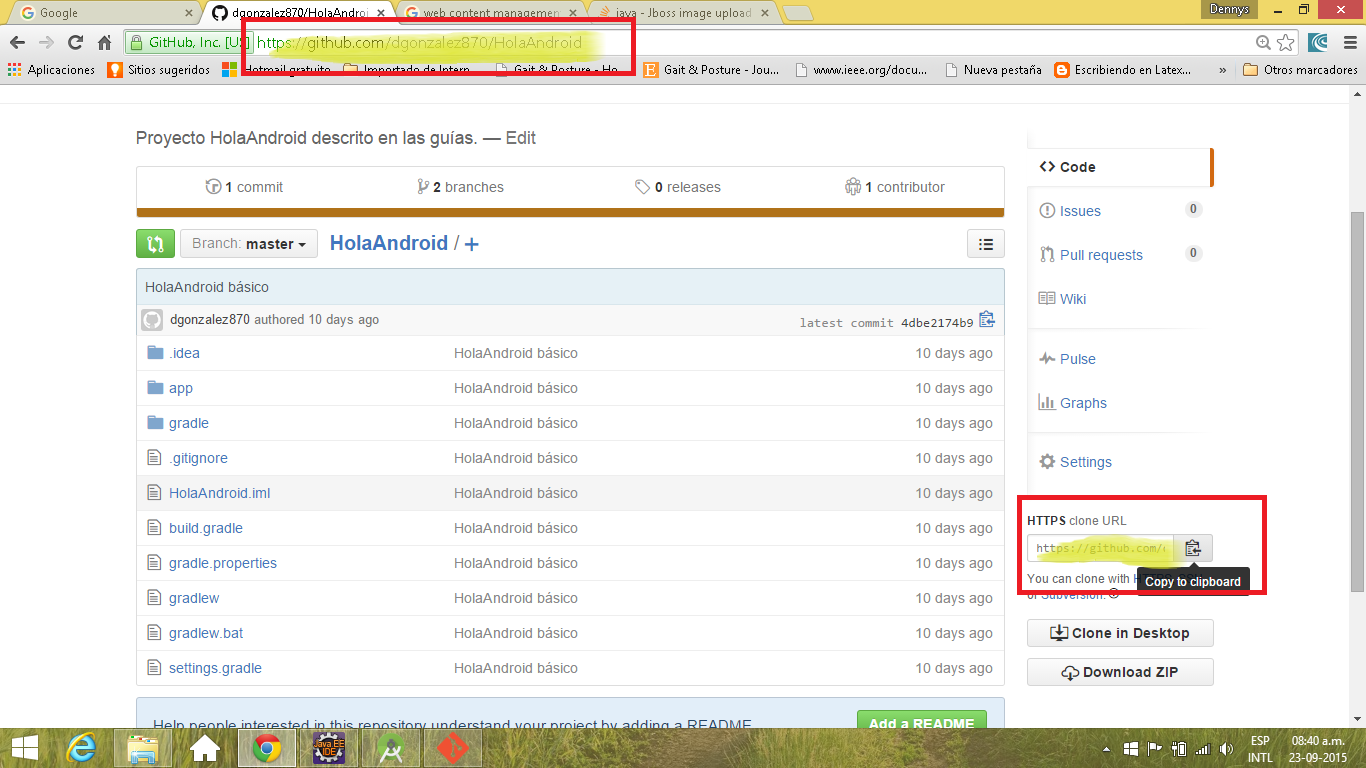 Google
dgonzalez870/HolaAndroi
web content managemen
java - Jboss image upload
Dennys
GitHub, Inc. [US]
https://github.com/dgonzalez870/HolaAndroid
Aplicaciones
Sitios sugeridos
Hotmail gratuito
Importado de Intern
Gait & Posture - Ho
Gait & Posture - Jou...
www.ieee.org/docu...
Nueva pestaña
Escribiendo en Latex...
»
Otros marcadores
Proyecto HolaAndroid descrito en las guías. — Edit
1 commit
2 branches
0 releases
1 contributor
Branch: master
HolaAndroid / +
HolaAndroid básico
dgonzalez870 authored 10 days ago
latest commit 4dbe2174b9
.idea HolaAndroid básico 10 days ago
app HolaAndroid básico 10 days ago
gradle HolaAndroid básico 10 days ago
.gitignore HolaAndroid básico 10 days ago
HolaAndroid.iml HolaAndroid básico 10 days ago
build.gradle HolaAndroid básico 10 days ago
gradle.properties HolaAndroid básico 10 days ago
gradlew HolaAndroid básico 10 days ago
gradlew.bat HolaAndroid básico 10 days ago
settings.gradle HolaAndroid básico 10 days ago
Help people interested in this repository understand your project by adding a README
Add a README
Code
Issues 0
Pull requests 0
Wiki
Pulse
Graphs
Settings
HTTPS clone URL
https://github.com/
Copy to clipboard
You can clone with
or Subversion.
Clone in Desktop
Download ZIP
Java EE
IDE
ESP
INTL
08:40 a.m.
23-09-2015